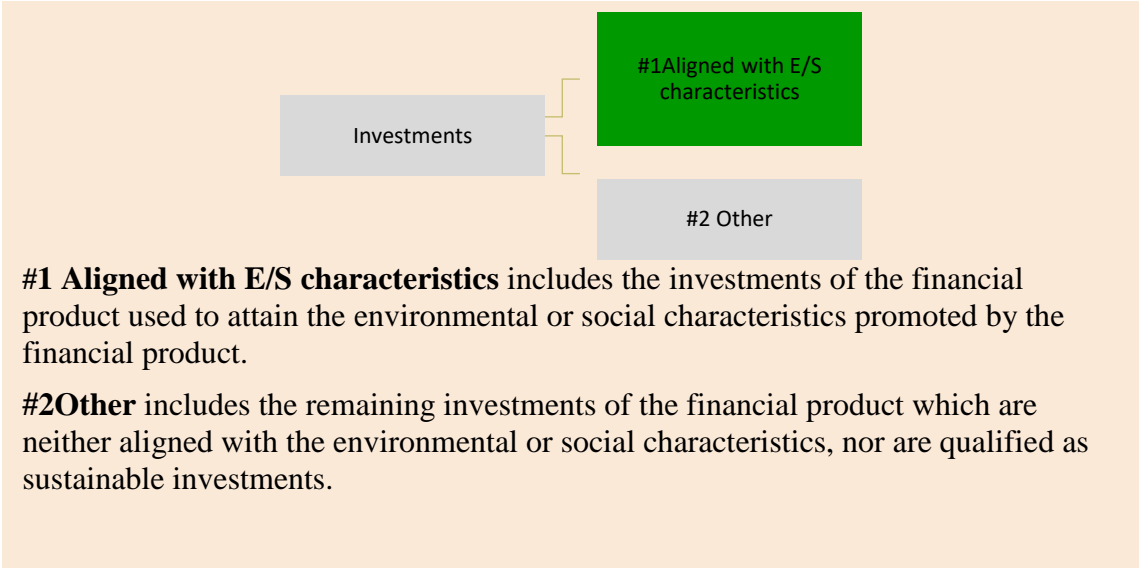 #1Aligned with E/S
characteristics
Investments
#2 Other
#1 Aligned with E/S characteristics includes the investments of the financial
product used to attain the environmental or social characteristics promoted by the
financial product.
#2Other includes the remaining investments of the financial product which are
neither aligned with the environmental or social characteristics, nor are qualified as
sustainable investments.